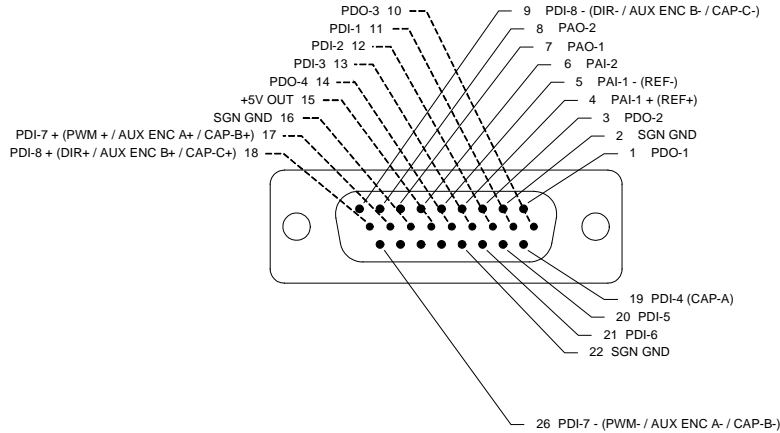 PDO-3 10
PDI-1 11
PDI-2 12
PDI-3 13
PDO-4 14
+5V OUT 15
SGN GND 16
PDI-7 + (PWM + / AUX ENC A+ / CAP-B+) 17
PDI-8 + (DIR+ / AUX ENC B+ / CAP-C+) 18
9 PDI-8 - (DIR- / AUX ENC B- / CAP-C-)
8 PAO-2
7 PAO-1
6 PAI-2
5 PAI-1 - (REF-)
4 PAI-1 + (REF+)
3 PDO-2
2 SGN GND
1 PDO-1
19 PDI-4 (CAP-A)
20 PDI-5
21 PDI-6
22 SGN GND
26 PDI-7 - (PWM- / AUX ENC A- / CAP-B-)